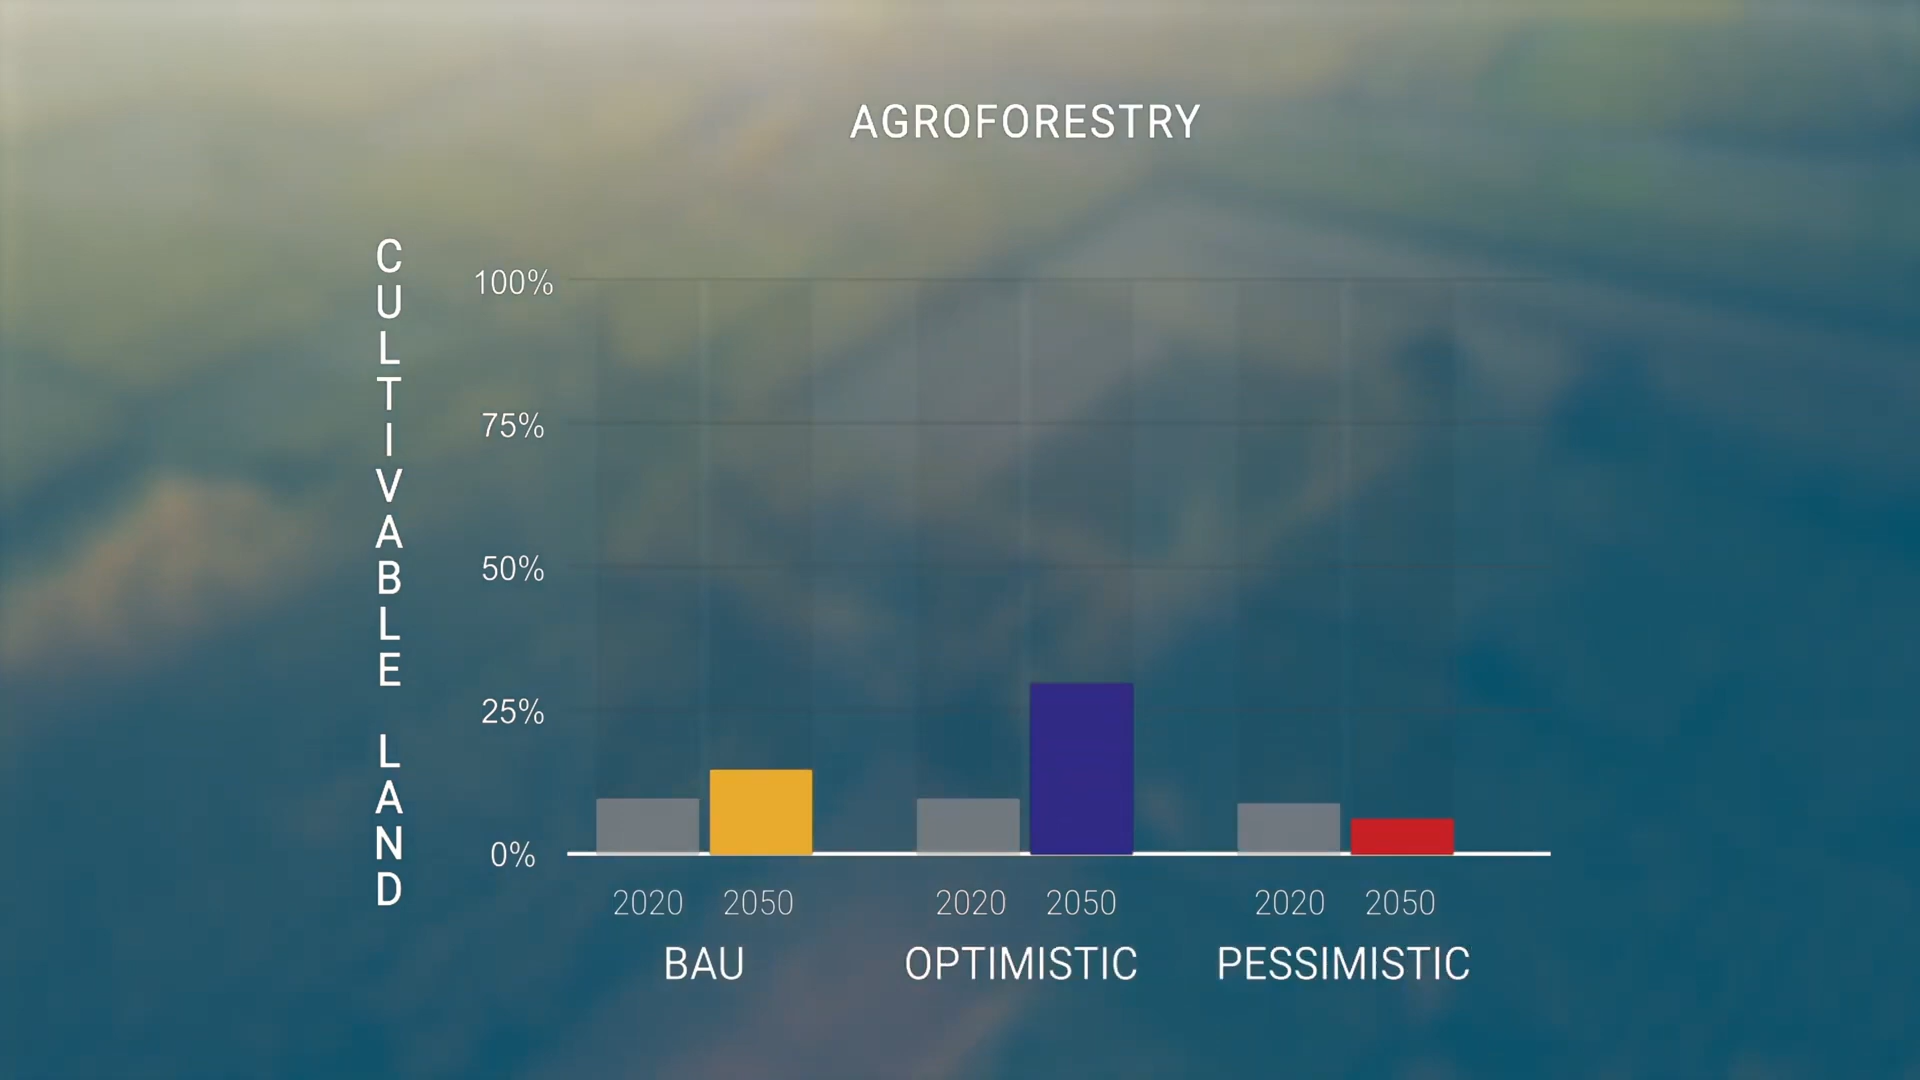 AGROFORESTRY
CULTIVABLE LAND
100%
75%
50%
25%
0%
2020 2050 2020 2050 2020 2050
BAU OPTIMISTIC PESSIMISTIC